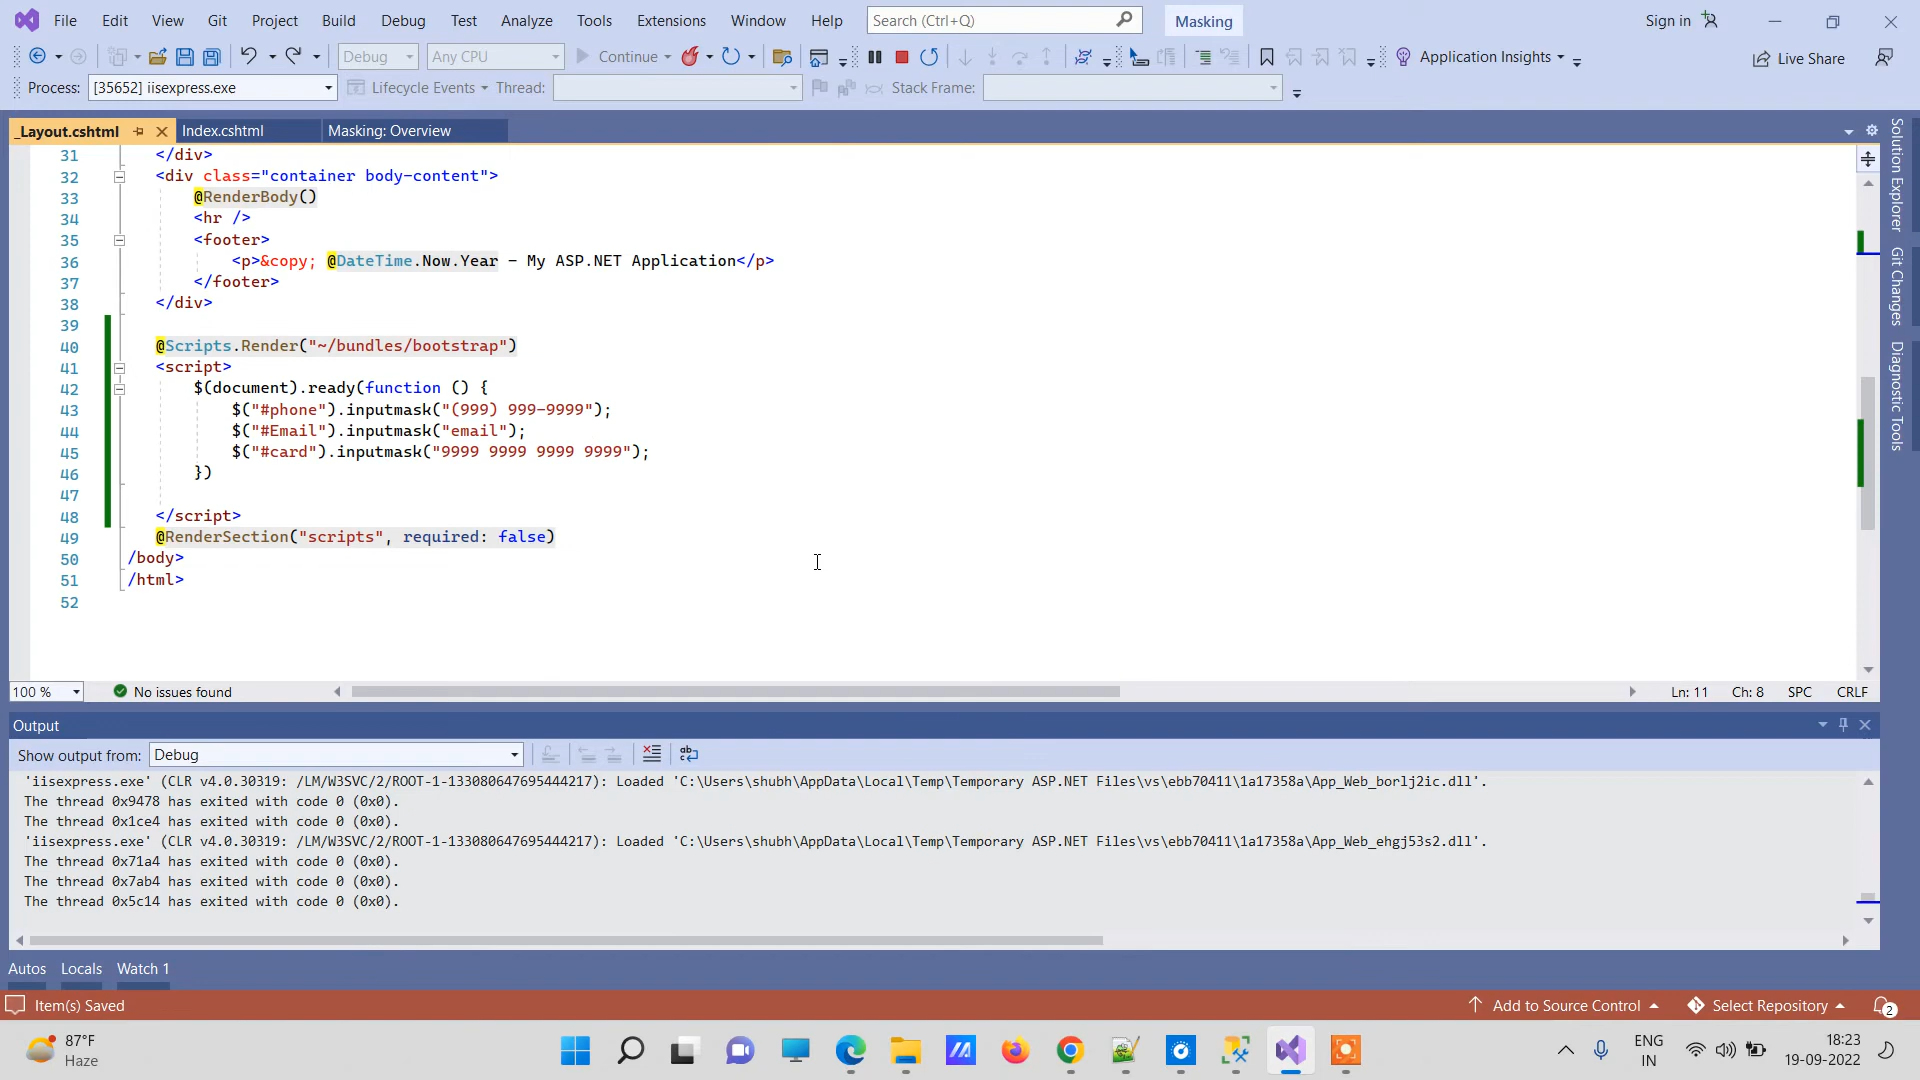 File Edit View Git Project Build Debug Test Analyze Tools Extensions Window Help Search (Ctrl+Q) Masking Sign in
Debug Any CPU Continue Application Insights Live Share
Process: [35652] iisexpress.exe Lifecycle Events Thread: Stack Frame:
_Layout.cshtml Index.cshtml Masking: Overview
31 </div>
32 <div class="container body-content">
33 @RenderBody()
34 <hr />
35 <footer>
36 <p>&copy; @DateTime.Now.Year - My ASP.NET Application</p>
37 </footer>
38 </div>
39
40 @Scripts.Render("~/bundles/bootstrap")
41 <script>
42 $(document).ready(function () {
43 $("#phone").inputmask("(999) 999-9999");
44 $("#Email").inputmask("email");
45 $("#card").inputmask("9999 9999 9999 9999");
46 })
47
48 </script>
49 @RenderSection("scripts", required: false)
50 /body>
51 /html>
52
Solution Explorer
Git Changes
Diagnostic Tools
100 % No issues found Ln: 11 Ch: 8 SPC CRLF
Output
Show output from: Debug
'iisexpress.exe' (CLR v4.0.30319: /LM/W3SVC/2/ROOT-1-133080647695444217): Loaded 'C:\Users\shubh\AppData\Local\Temp\Temporary ASP.NET Files\vs\ebb70411\1a17358a\App_Web_borlj2ic.dll'.
The thread 0x9478 has exited with code 0 (0x0).
The thread 0x1ce4 has exited with code 0 (0x0).
'iisexpress.exe' (CLR v4.0.30319: /LM/W3SVC/2/ROOT-1-133080647695444217): Loaded 'C:\Users\shubh\AppData\Local\Temp\Temporary ASP.NET Files\vs\ebb70411\1a17358a\App_Web_ehgj53s2.dll'.
The thread 0x71a4 has exited with code 0 (0x0).
The thread 0x7ab4 has exited with code 0 (0x0).
The thread 0x5c14 has exited with code 0 (0x0).
Autos Locals Watch 1
Item(s) Saved Add to Source Control Select Repository 2
87°F
Haze
ENG
IN
18:23
19-09-2022